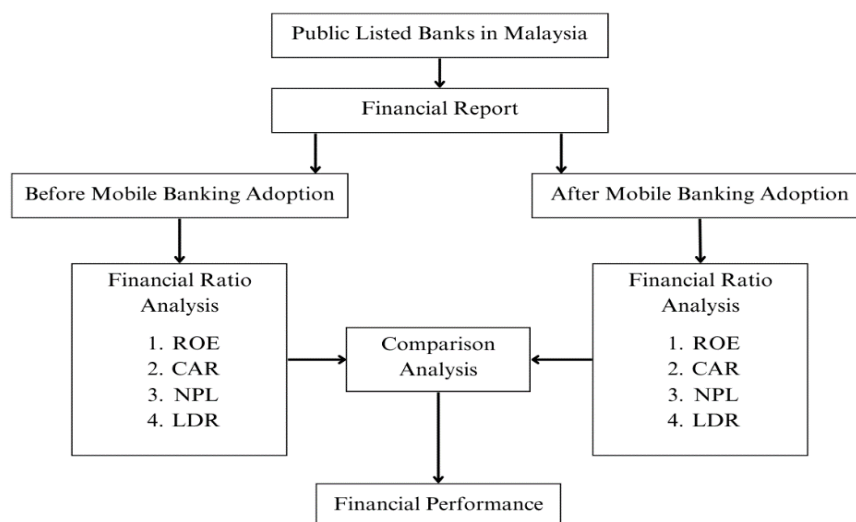 Public Listed Banks in Malaysia
Financial Report
Before Mobile Banking Adoption
After Mobile Banking Adoption
Financial Ratio
Analysis
1. ROE
2. CAR
3. NPL
4. LDR
Comparison
Analysis
Financial Ratio
Analysis
1. ROE
2. CAR
3. NPL
4. LDR
Financial Performance